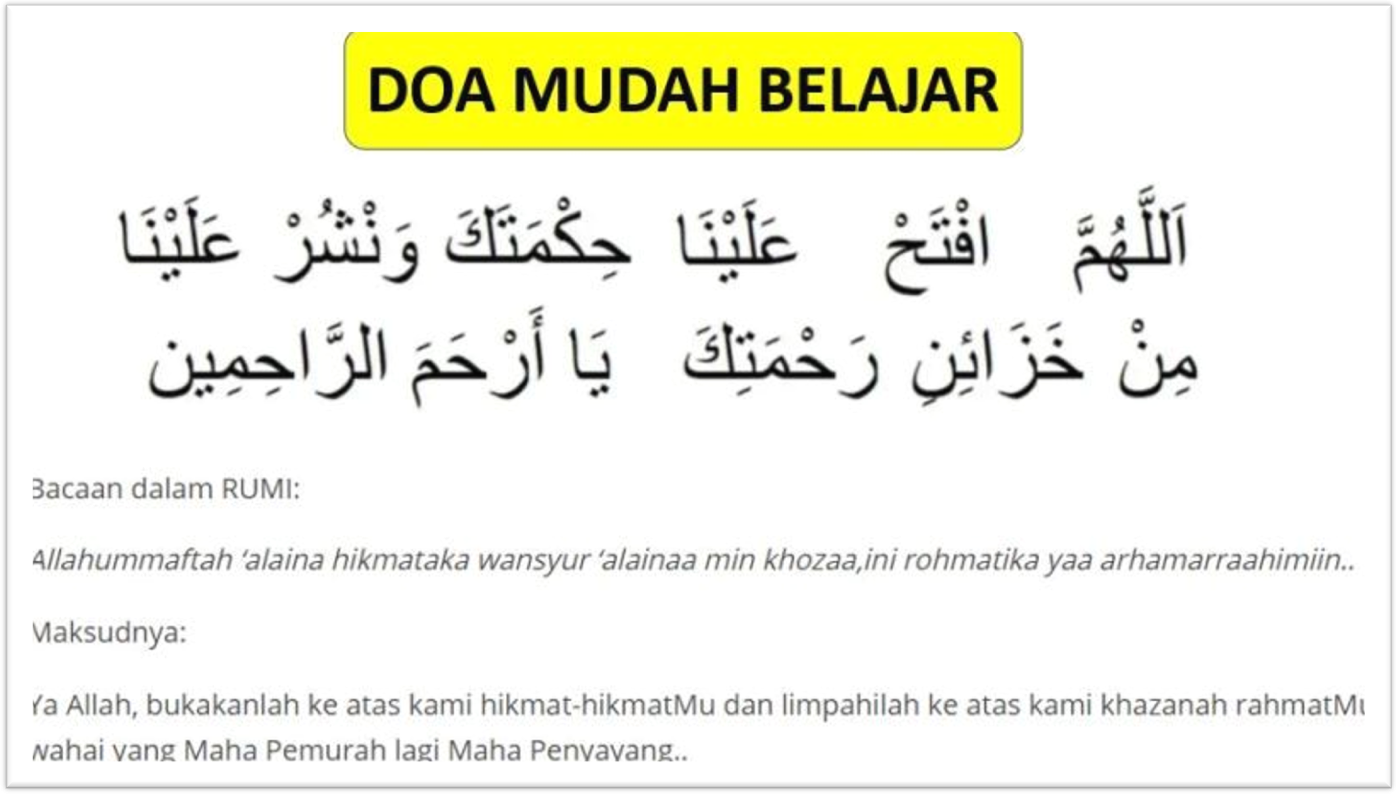 DOA MUDAH BELAJAR
اَللَّهُمَّ افْتَحْ عَلَيْنَا حِكْمَتَكَ وَنْشُرْ عَلَيْنَا
مِنْ خَزَائِنِ رَحْمَتِكَ يَا أَرْحَمَ الرَّاحِمِين
Bacaan dalam RUMI:
Allahummaftah ‘alaina hikmataka wansyur ‘alainaa min khozaa,ini rohmatika yaa arhamarraahimiin..
Maksudnya:
Ya Allah, bukakanlah ke atas kami hikmat-hikmatMu dan limpahilah ke atas kami khazanah rahmatMu
wahai yang Maha Pemurah lagi Maha Penyayang..